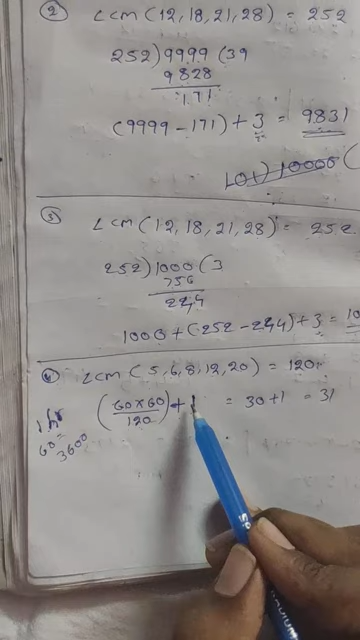 ② Lcm(12,18,21,28) = 252
252)9999(39
9828
171
(9999-171)+3 = 9831
10000(
③ Lcm(12,18,21,28) = 252
252)1000(3
756
244
1000+(252-244)+3 = 10
④ Lcm(5,6,8,12,20) = 120
1hr (60×60/120)+1 = 30+1 = 31
60=
3600